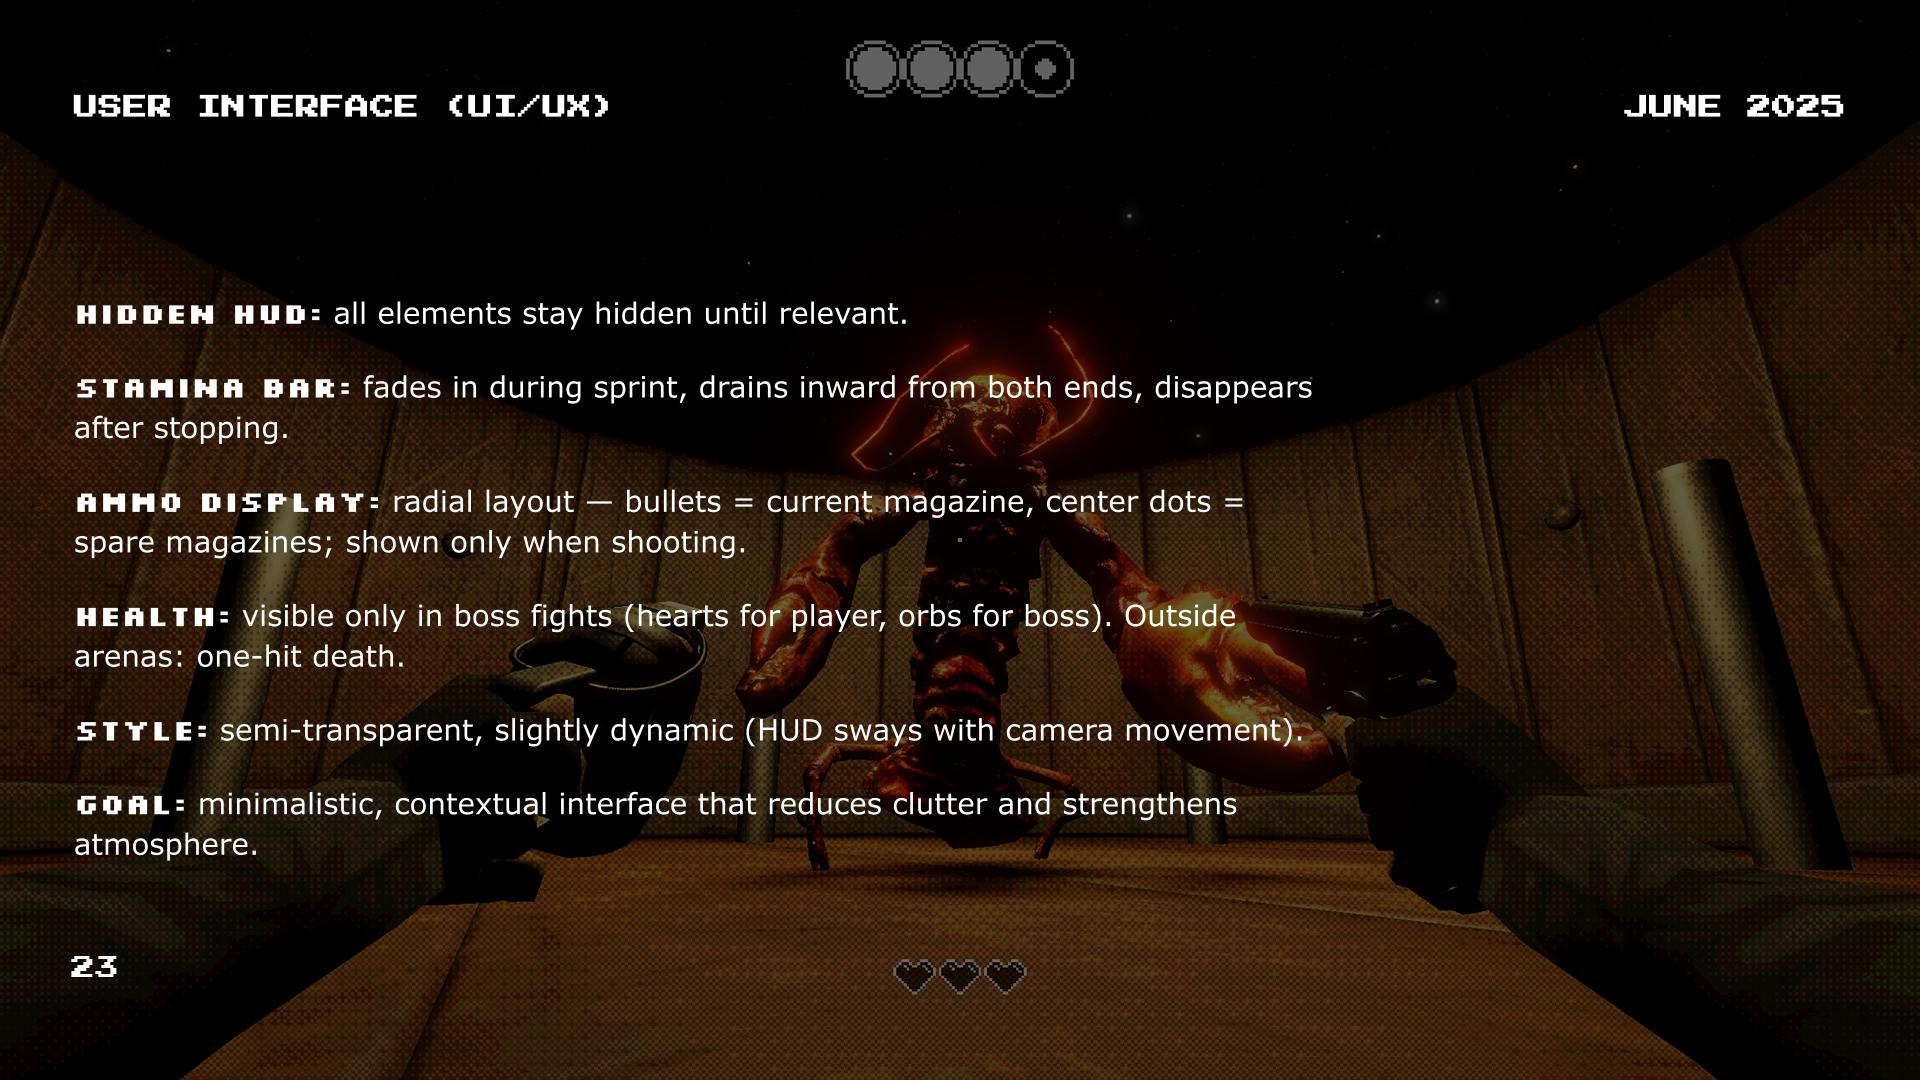 USER INTERFACE (UI/UX)
JUNE 2025
HIDDEN HUD: all elements stay hidden until relevant.
STAMINA BAR: fades in during sprint, drains inward from both ends, disappears
after stopping.
AMMO DISPLAY: radial layout — bullets = current magazine, center dots =
spare magazines; shown only when shooting.
HEALTH: visible only in boss fights (hearts for player, orbs for boss). Outside
arenas: one-hit death.
STYLE: semi-transparent, slightly dynamic (HUD sways with camera movement).
GOAL: minimalistic, contextual interface that reduces clutter and strengthens
atmosphere.
23